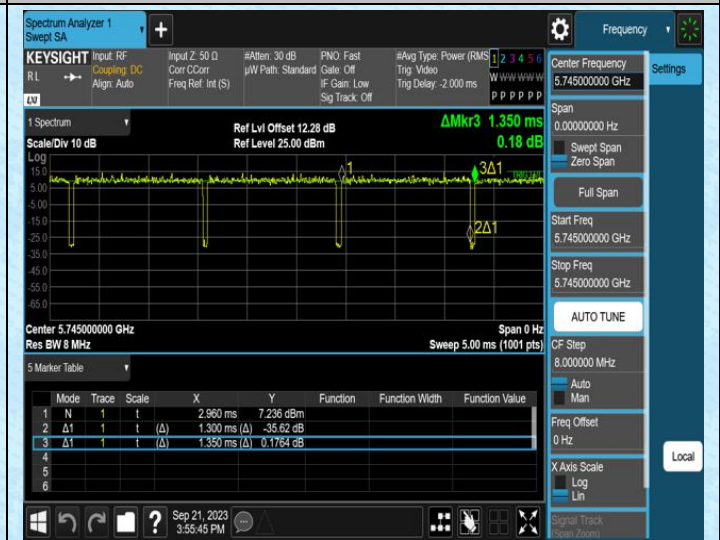 Spectrum Analyzer 1
Swept SA
+
Frequency
KEYSIGHT Input: RF Input Z: 50 Ω #Atten: 30 dB PNO: Fast #Avg Type: Power (RMS 1 2 3 4 5 6
RL Coupling: DC Corr CCorr µW Path: Standard Gate: Off Trig: Video
Align: Auto Freq Ref: Int (S) IF Gain: Low Trig Delay: -2.000 ms W W W W W W
LXI Sig Track: Off P P P P P P
1 Spectrum
Ref Lvl Offset 12.28 dB ΔMkr3 1.350 ms
Scale/Div 10 dB Ref Level 25.00 dBm 0.18 dB
Log
15.0
5.00
-5.00
-15.0
-25.0
-35.0
-45.0
-55.0
-65.0
1
3Δ1
2Δ1
Center 5.745000000 GHz Span 0 Hz
Res BW 8 MHz Sweep 5.00 ms (1001 pts)
5 Marker Table
Mode Trace Scale X Y Function Function Width Function Value
1 N 1 t 2.960 ms 7.236 dBm
2 Δ1 1 t (Δ) 1.300 ms (Δ) -35.62 dB
3 Δ1 1 t (Δ) 1.350 ms (Δ) 0.1764 dB
4
5
6
?
Sep 21, 2023
3:55:45 PM
Center Frequency
5.745000000 GHz
Span
0.00000000 Hz
Swept Span
Zero Span
Full Span
Start Freq
5.745000000 GHz
Stop Freq
5.745000000 GHz
AUTO TUNE
CF Step
8.000000 MHz
Auto
Man
Freq Offset
0 Hz
X Axis Scale
Log
Lin
Signal Track
(Span Zoom)
Settings
Local